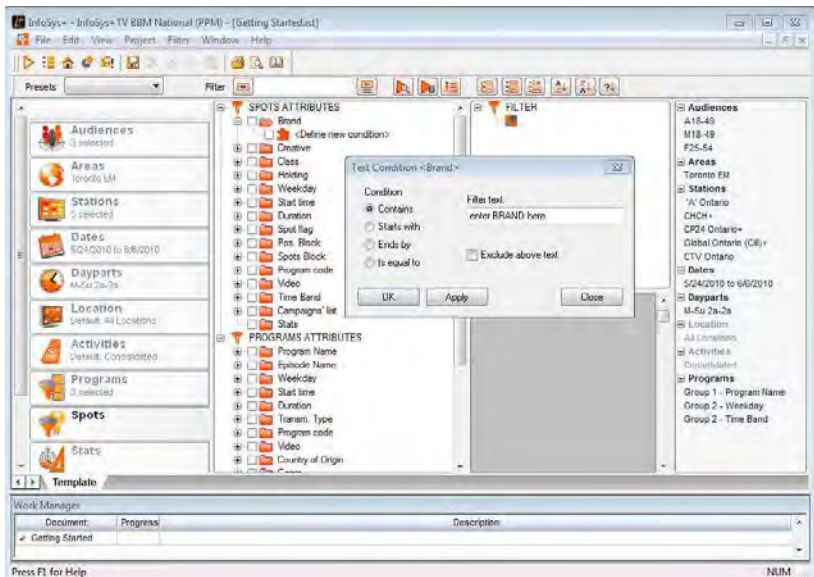 InfoSys+ - InfoSys+ TV BBM National (PPM) - [Getting Started.ist]
File Edit View Project Filter Window Help
Presets
Filter
Audiences
3 selected
Areas
Toronto EM
Stations
5 selected
Dates
5/24/2010 to 6/6/2010
Dayparts
M-Su 2a-2a
Location
Default: All Locations
Activities
Default: Consolidated
Programs
3 selected
Spots
Stats
SPOTS ATTRIBUTES
Brand
<Define new condition>
Creative
Class
Holding
Weekday
Start time
Duration
Spot flag
Pos. Block
Spots Block
Program code
Video
Time Band
Campaigns' list
Stats
PROGRAMS ATTRIBUTES
Program Name
Episode Name
Weekday
Start time
Duration
Transm. Type
Program code
Video
Country of Origin
FILTER
Text Condition <Brand>
Condition
Contains
Starts with
Ends by
Is equal to
Filter text
enter BRAND here
Exclude above text
OK
Apply
Close
Audiences
A18-49
M18-49
F25-54
Areas
Toronto EM
Stations
'A' Ontario
CHCH+
CP24 Ontario+
Global Ontario (CIII)+
CTV Ontario
Dates
5/24/2010 to 6/6/2010
Dayparts
M-Su 2a-2a
Location
All Locations
Activities
Consolidated
Programs
Group 1 - Program Name
Group 2 - Weekday
Group 2 - Time Band
Template
Work Manager
Document Progress Description
Getting Started
Press F1 for Help
NUM